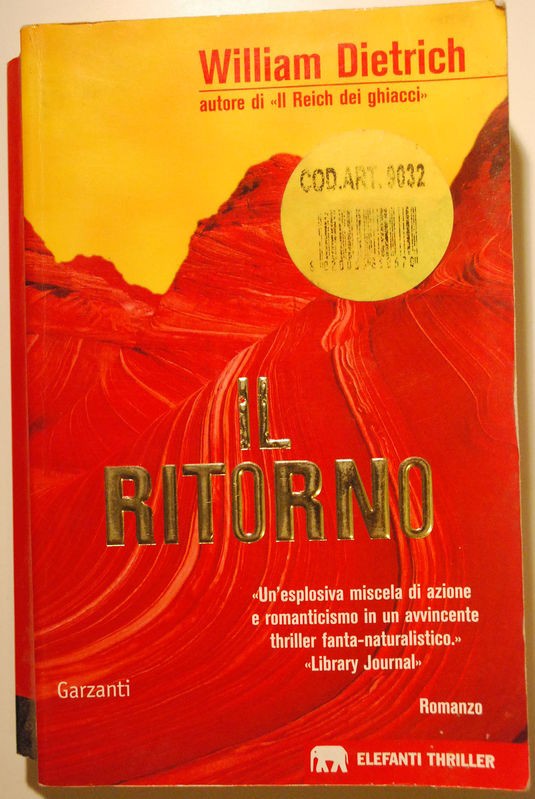 William Dietrich
autore di «Il Reich dei ghiacci»
COD.ART. 9032
IL
RITORNO
«Un'esplosiva miscela di azione
e romanticismo in un avvincente
thriller fanta-naturalistico.»
«Library Journal»
Garzanti
Romanzo
ELEFANTI THRILLER